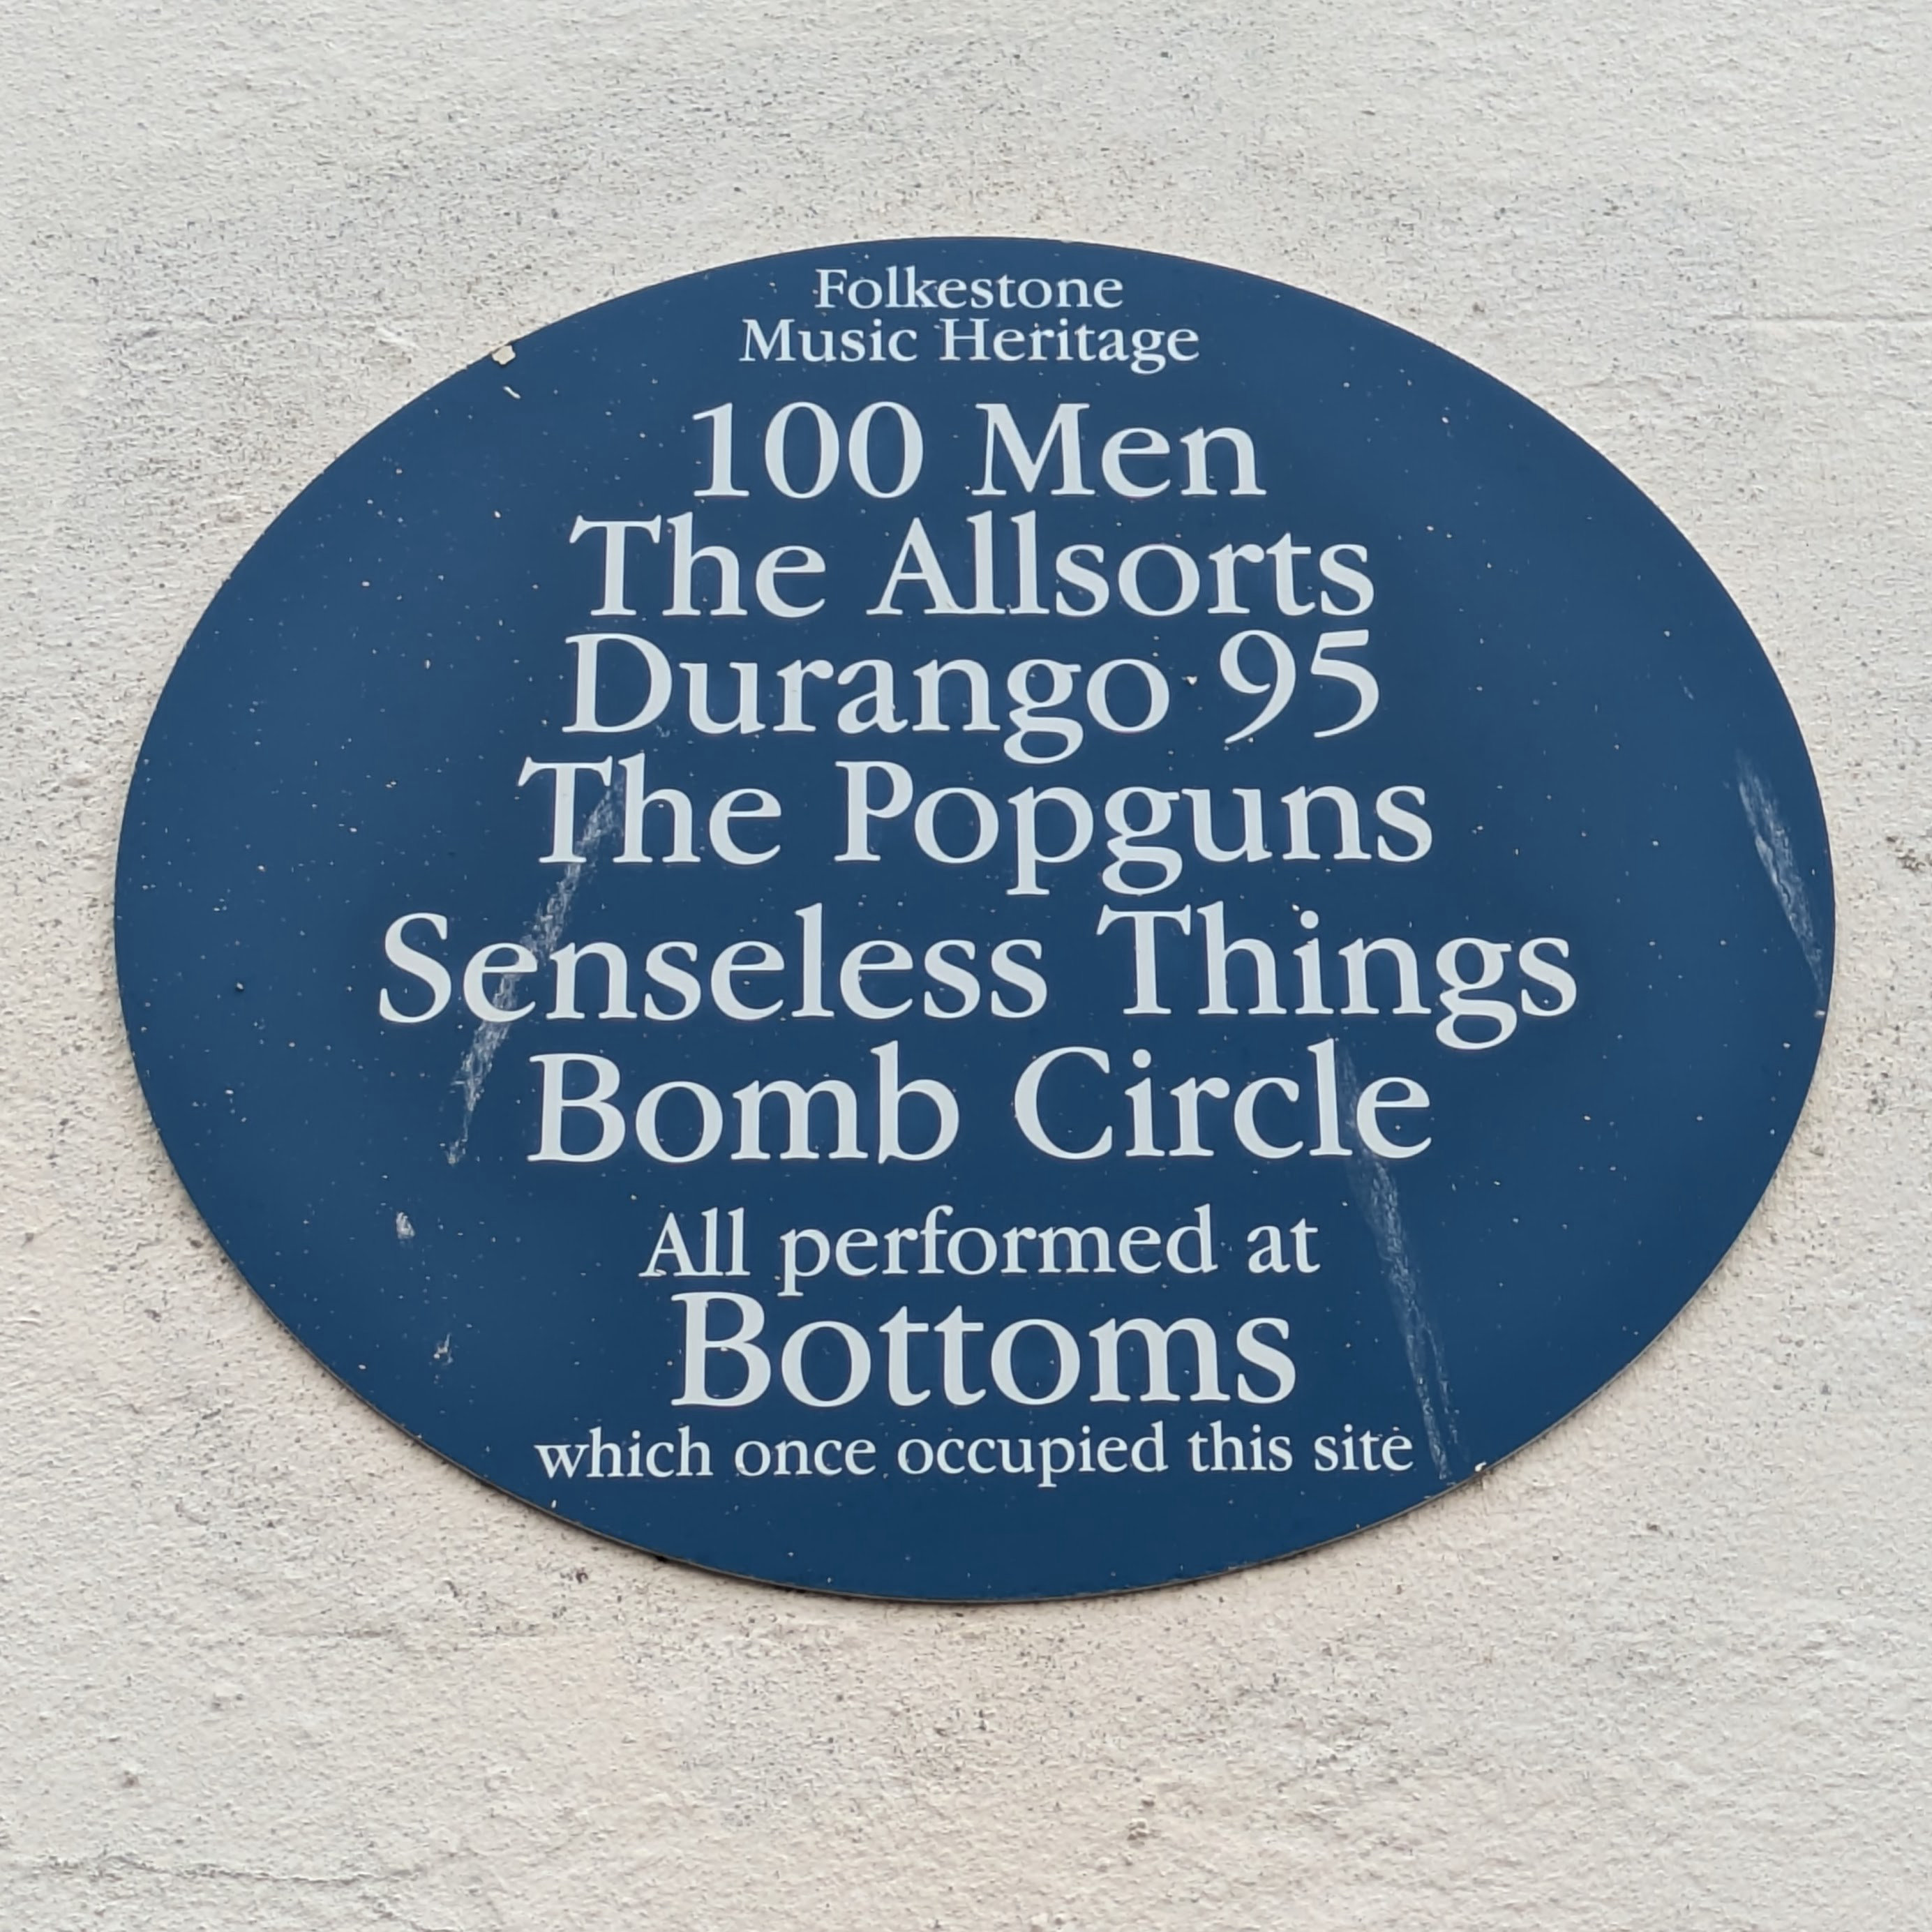 Folkestone
Music Heritage
100 Men
The Allsorts
Durango 95
The Popguns
Senseless Things
Bomb Circle
All performed at
Bottoms
which once occupied this site